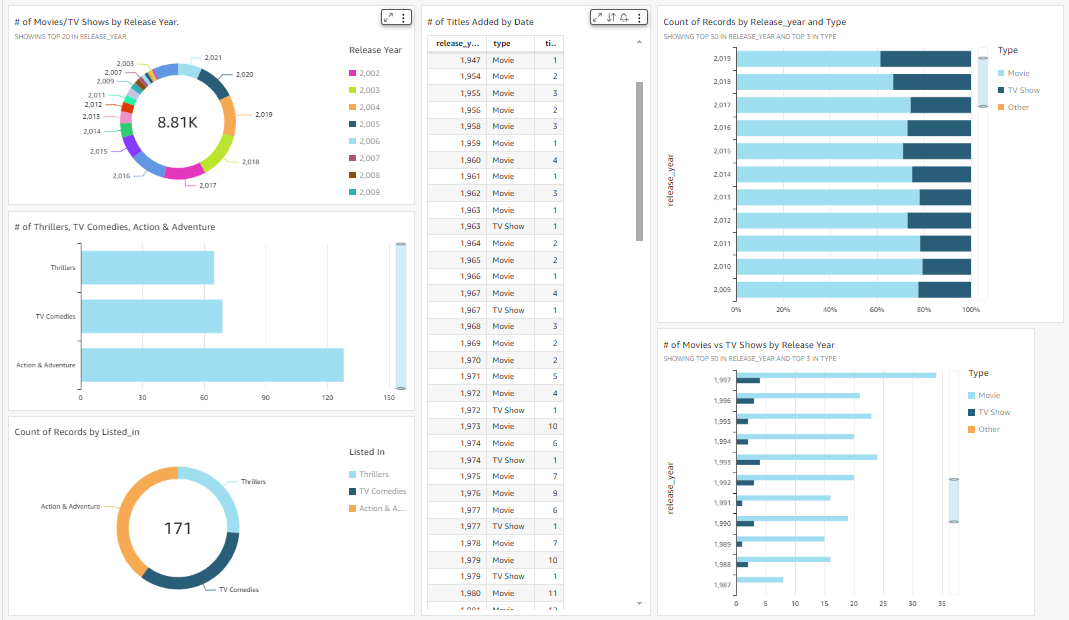 # of Movies/TV Shows by Release Year.
SHOWING TOP 20 IN RELEASE_YEAR
2,003
2,007
2,009
2,011
2,012
2,013
2,014
2,015
2,016
2,021
2,020
2,019
2,018
2,017
8.81K
Release Year
2,002
2,003
2,004
2,005
2,006
2,007
2,008
2,009
# of Thrillers, TV Comedies, Action & Adventure
Thrillers
TV Comedies
Action & Adventure
0 30 60 90 120 150
Count of Records by Listed_in
Thrillers
Action & Adventure
171
TV Comedies
Listed In
Thrillers
TV Comedies
Action & A...
# of Titles Added by Date
release_y... type ti..
1,947 Movie 1
1,954 Movie 2
1,955 Movie 3
1,956 Movie 2
1,958 Movie 3
1,959 Movie 1
1,960 Movie 4
1,961 Movie 1
1,962 Movie 3
1,963 Movie 1
1,963 TV Show 1
1,964 Movie 2
1,965 Movie 2
1,966 Movie 1
1,967 Movie 4
1,967 TV Show 1
1,968 Movie 3
1,969 Movie 2
1,970 Movie 2
1,971 Movie 5
1,972 Movie 4
1,972 TV Show 1
1,973 Movie 10
1,974 Movie 6
1,974 TV Show 1
1,975 Movie 7
1,976 Movie 9
1,977 Movie 6
1,977 TV Show 1
1,978 Movie 7
1,979 Movie 10
1,979 TV Show 1
1,980 Movie 11
Count of Records by Release_year and Type
SHOWING TOP 50 IN RELEASE_YEAR AND TOP 3 IN TYPE
release_year
2,019
2,018
2,017
2,016
2,015
2,014
2,013
2,012
2,011
2,010
2,009
0% 20% 40% 60% 80% 100%
Type
Movie
TV Show
Other
# of Movies vs TV Shows by Release Year
SHOWING TOP 50 IN RELEASE_YEAR AND TOP 3 IN TYPE
release_year
1,997
1,996
1,995
1,994
1,993
1,992
1,991
1,990
1,989
1,988
1,987
0 5 10 15 20 25 30 35
Type
Movie
TV Show
Other